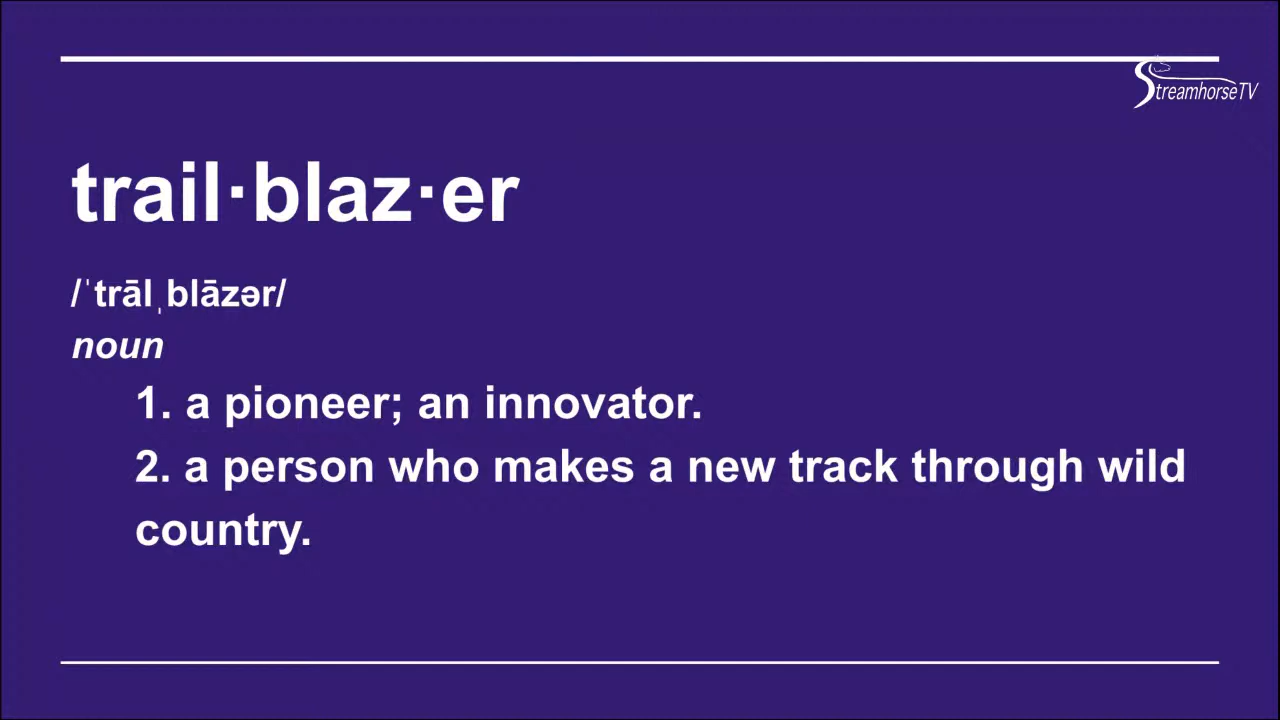 StreamhorseTV
trail·blaz·er
/ˈtrālˌblāzər/
noun
1. a pioneer; an innovator.
2. a person who makes a new track through wild
country.